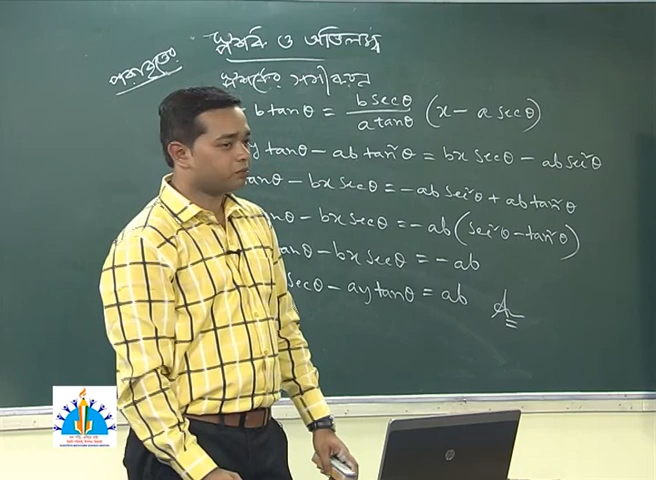 স্পর্শক ও অভিলম্ব
পরাবৃত্তের
স্পর্শকের সমীকরণ
b tanθ = b secθ / a tanθ (x − a secθ)
y tanθ − ab tan²θ = bx secθ − ab sec²θ
tanθ − bx secθ = −ab sec²θ + ab tan²θ
θ − bx secθ = −ab (sec²θ − tan²θ)
tanθ − bx secθ = −ab
secθ − ay tanθ = ab
hp